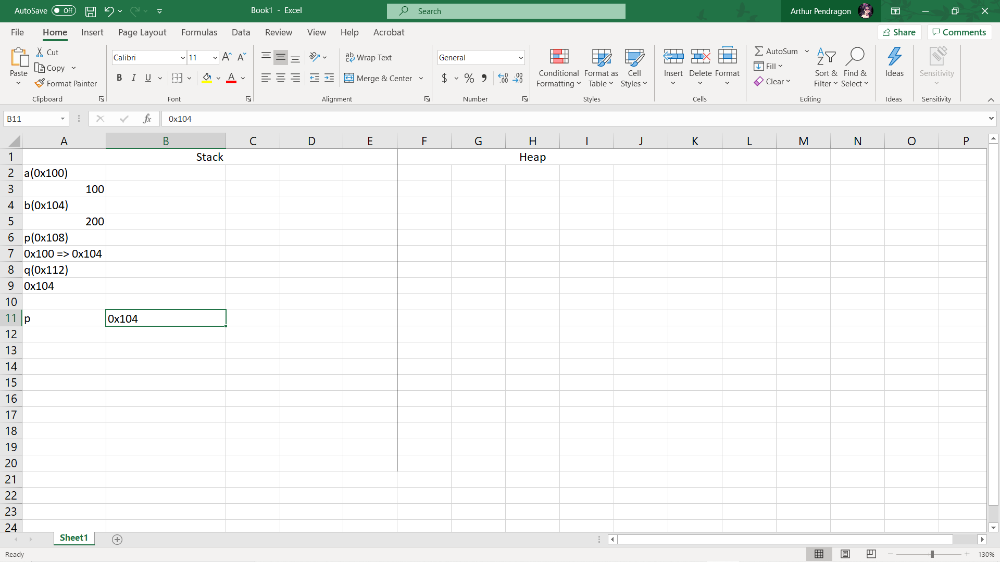 AutoSave Off Book1 - Excel Search Arthur Pendragon
File Home Insert Page Layout Formulas Data Review View Help Acrobat Share Comments
Paste Cut
Copy
Format Painter
Clipboard
Calibri 11 A^ A˅
B I U A
Font
ab Wrap Text
Merge & Center
Alignment
General
$ % , .00 .00
Number
Conditional Formatting
Format as Table
Cell Styles
Styles
Insert Delete Format
Cells
AutoSum
Fill
Clear
Sort & Filter
Find & Select
Editing
Ideas
Ideas
Sensitivity
Sensitivity
B11 fx 0x104
A B C D E F G H I J K L M N O P
1 Stack Heap
2 a(0x100)
3 100
4 b(0x104)
5 200
6 p(0x108)
7 0x100 => 0x104
8 q(0x112)
9 0x104
10
11 p 0x104
12
13
14
15
16
17
18
19
20
21
22
23
24
Sheet1
Ready 130%